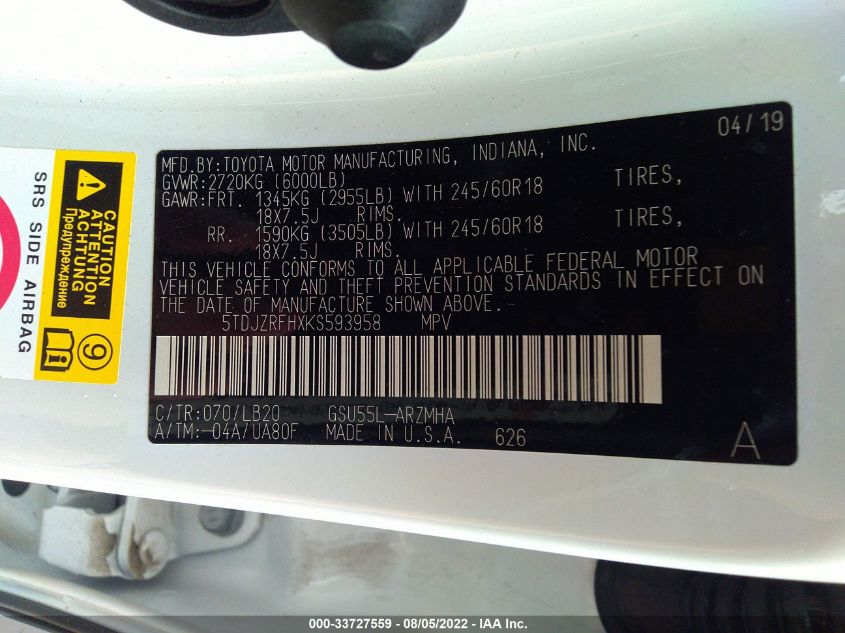 04/19
MFD.BY:TOYOTA MOTOR MANUFACTURING, INDIANA, INC.
GVWR:2720KG (6000LB)
GAWR:FRT. 1345KG (2955LB) WITH 245/60R18 TIRES,
18X7.5J RIMS.
RR. 1590KG (3505LB) WITH 245/60R18 TIRES,
18X7.5J RIMS.
THIS VEHICLE CONFORMS TO ALL APPLICABLE FEDERAL MOTOR
VEHICLE SAFETY AND THEFT PREVENTION STANDARDS IN EFFECT ON
THE DATE OF MANUFACTURE SHOWN ABOVE.
5TDJZRFHXKS593958 MPV
C/TR:070/LB20 GSU55L-ARZMHA
A/TM:-04A/UA80F MADE IN U.S.A. 626
A
SRS SIDE AIRBAG
CAUTION
ATTENTION
ACHTUNG
Предупреждение
9
000-33727559 - 08/05/2022 - IAA Inc.